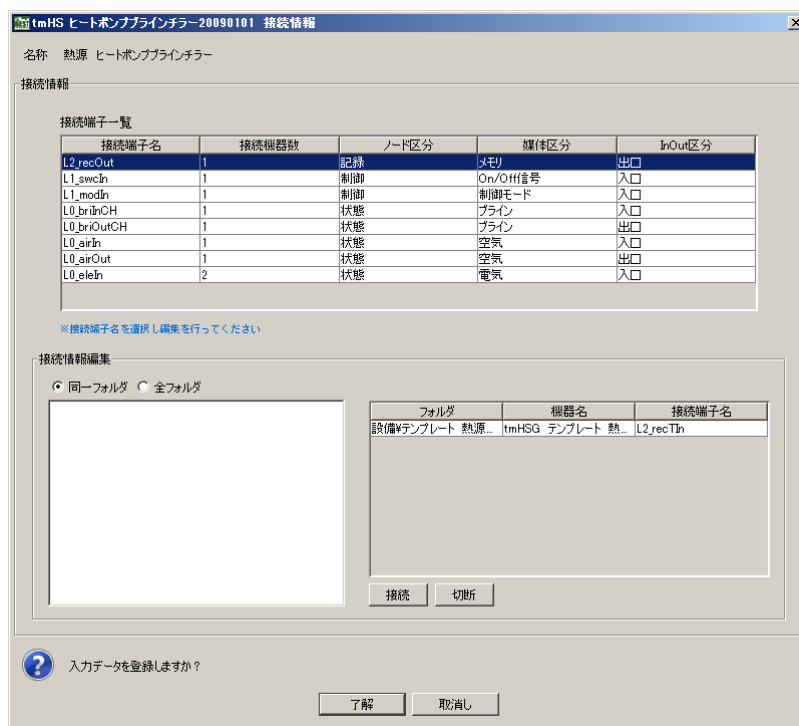 tmHS ヒートポンプブラインチラー20090101 接続情報
名称 熱源 ヒートポンプブラインチラー
接続情報
接続端子一覧
接続端子名 接続機器数 ノード区分 媒体区分 InOut区分
L2_recOut 1 記録 メモリ 出口
L1_swcIn 1 制御 On/Off信号 入口
L1_modIn 1 制御 制御モード 入口
L0_briInCH 1 状態 ブライン 入口
L0_briOutCH 1 状態 ブライン 出口
L0_airIn 1 状態 空気 入口
L0_airOut 1 状態 空気 出口
L0_eleIn 2 状態 電気 入口
※接続端子名を選択し編集を行ってください
接続情報編集
同一フォルダ 全フォルダ
フォルダ 機器名 接続端子名
設備¥テンプレート 熱源... tmHSG テンプレート 熱... L2_recTIn
接続 切断
入力データを登録しますか?
了解 取消し